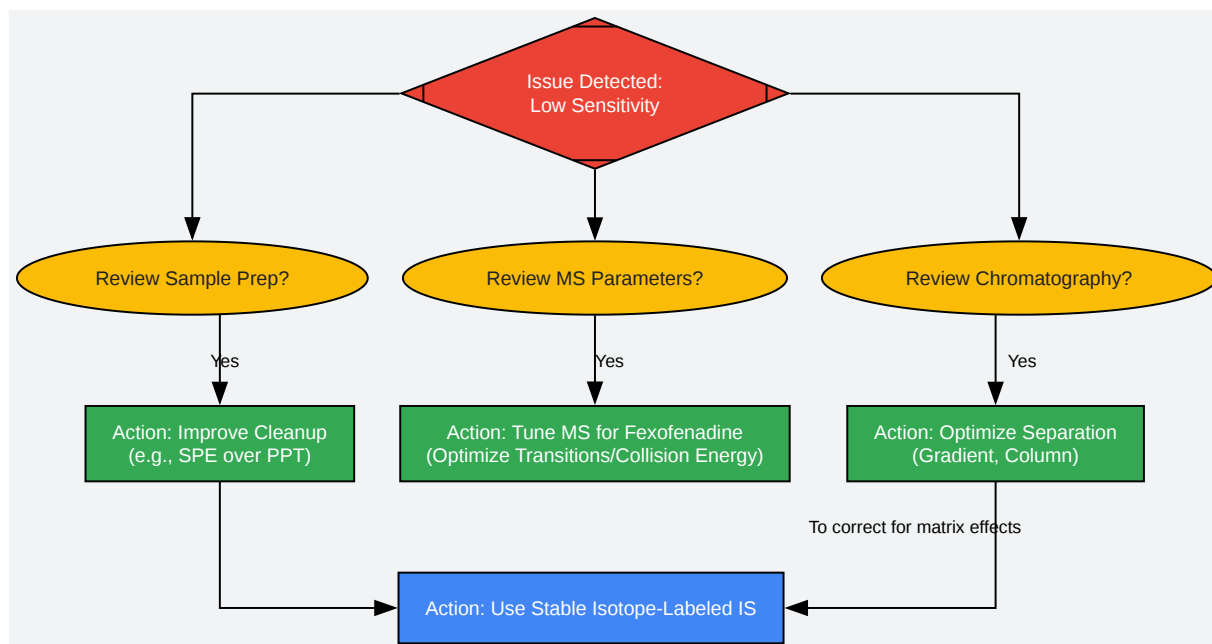 Issue Detected:
Low Sensitivity
Review Sample Prep?
Review MS Parameters?
Review Chromatography?
Yes
Yes
Yes
Action: Improve Cleanup
(e.g., SPE over PPT)
Action: Tune MS for Fexofenadine
(Optimize Transitions/Collision Energy)
Action: Optimize Separation
(Gradient, Column)
To correct for matrix effects
Action: Use Stable Isotope-Labeled IS